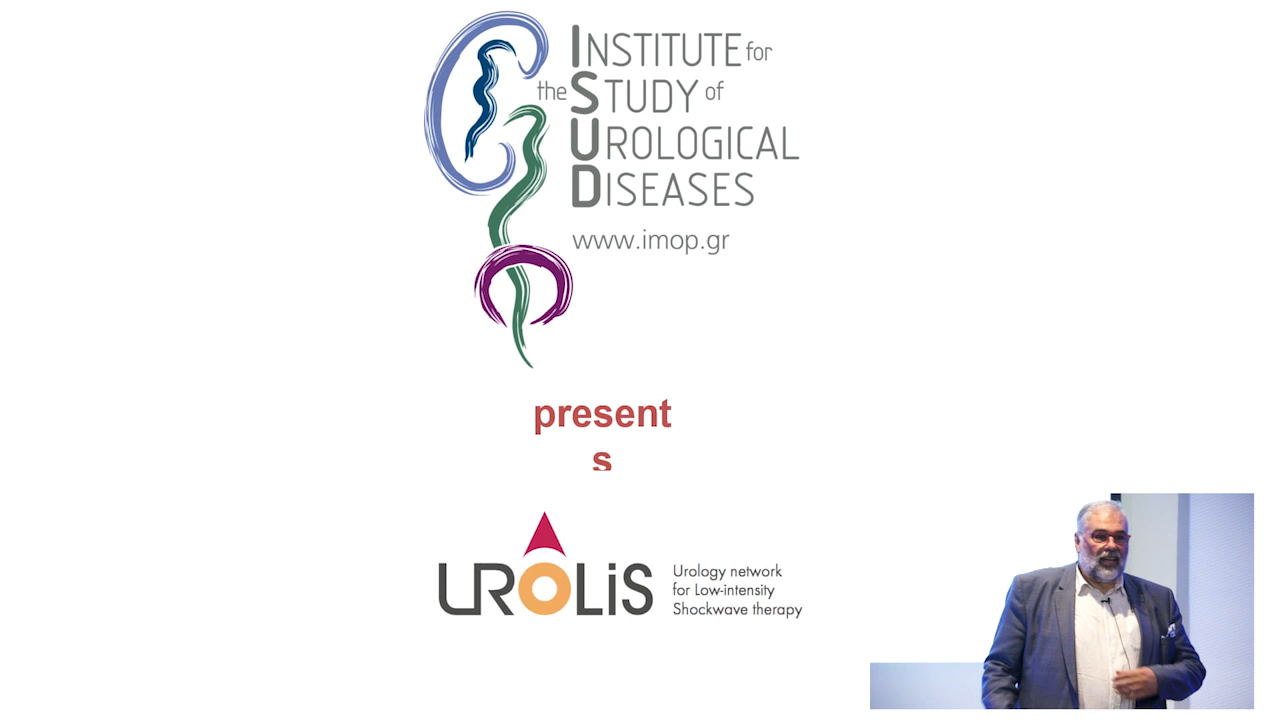 INSTITUTE for
the STUDY of
UROLOGICAL
DISEASES
www.imop.gr
present
s
UROLiS
Urology network
for Low-intensity
Shockwave therapy